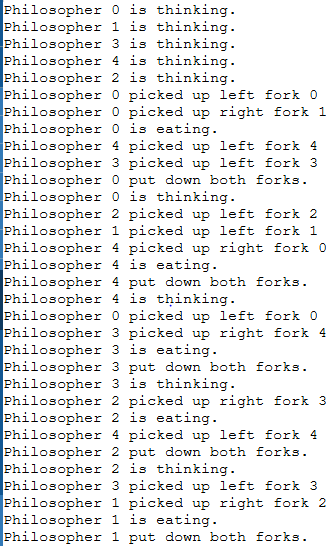 Philosopher 0 is thinking.
Philosopher 1 is thinking.
Philosopher 3 is thinking.
Philosopher 4 is thinking.
Philosopher 2 is thinking.
Philosopher 0 picked up left fork 0
Philosopher 0 picked up right fork 1
Philosopher 0 is eating.
Philosopher 4 picked up left fork 4
Philosopher 3 picked up left fork 3
Philosopher 0 put down both forks.
Philosopher 0 is thinking.
Philosopher 2 picked up left fork 2
Philosopher 1 picked up left fork 1
Philosopher 4 picked up right fork 0
Philosopher 4 is eating.
Philosopher 4 put down both forks.
Philosopher 4 is thinking.
Philosopher 0 picked up left fork 0
Philosopher 3 picked up right fork 4
Philosopher 3 is eating.
Philosopher 3 put down both forks.
Philosopher 3 is thinking.
Philosopher 2 picked up right fork 3
Philosopher 2 is eating.
Philosopher 4 picked up left fork 4
Philosopher 2 put down both forks.
Philosopher 2 is thinking.
Philosopher 3 picked up left fork 3
Philosopher 1 picked up right fork 2
Philosopher 1 is eating.
Philosopher 1 put down both forks.